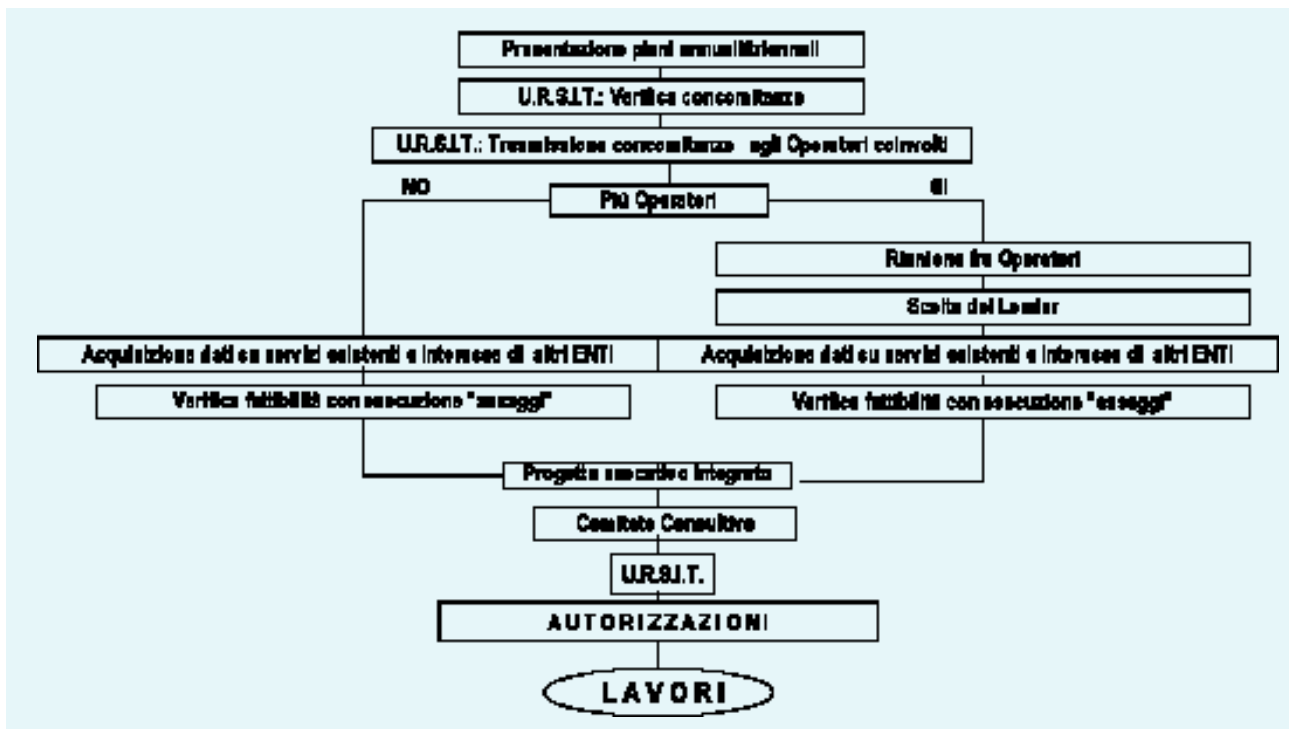 Presentazione piani annuali/triennali
U.R.S.I.T.: Verifica concomitanze
U.R.S.I.T.: Trasmissione concomitanze agli Operatori coinvolti
NO
SI
Più Operatori
Riunione fra Operatori
Scelta del Leader
Acquisizione dati su servizi esistenti e interesse di altri ENTI
Acquisizione dati su servizi esistenti e interesse di altri ENTI
Verifica fattibilità con esecuzione "assaggi"
Verifica fattibilità con esecuzione "assaggi"
Progetto esecutivo integrato
Comitato Consultivo
U.R.S.I.T.
AUTORIZZAZIONI
LAVORI